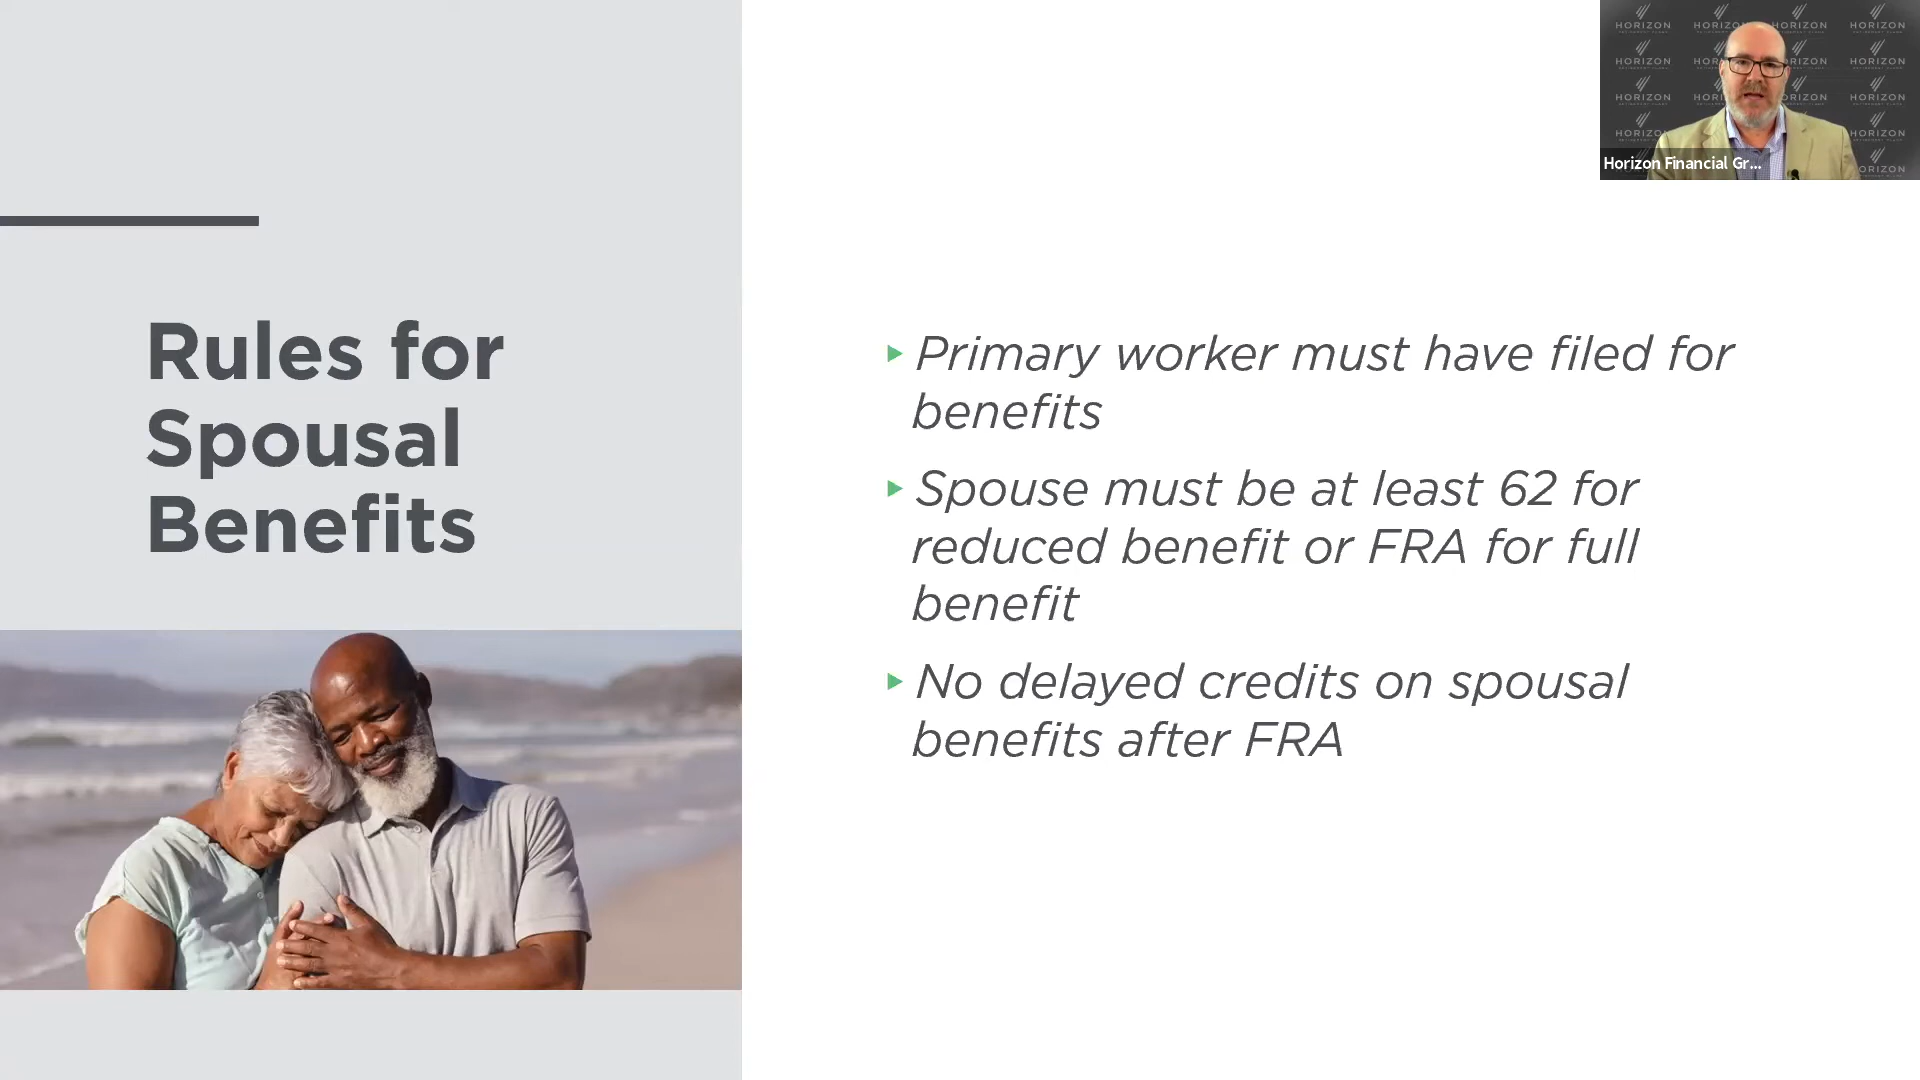 Rules for
Spousal
Benefits
Primary worker must have filed for
benefits
Spouse must be at least 62 for
reduced benefit or FRA for full
benefit
No delayed credits on spousal
benefits after FRA
HORIZON
Horizon Financial Gr...